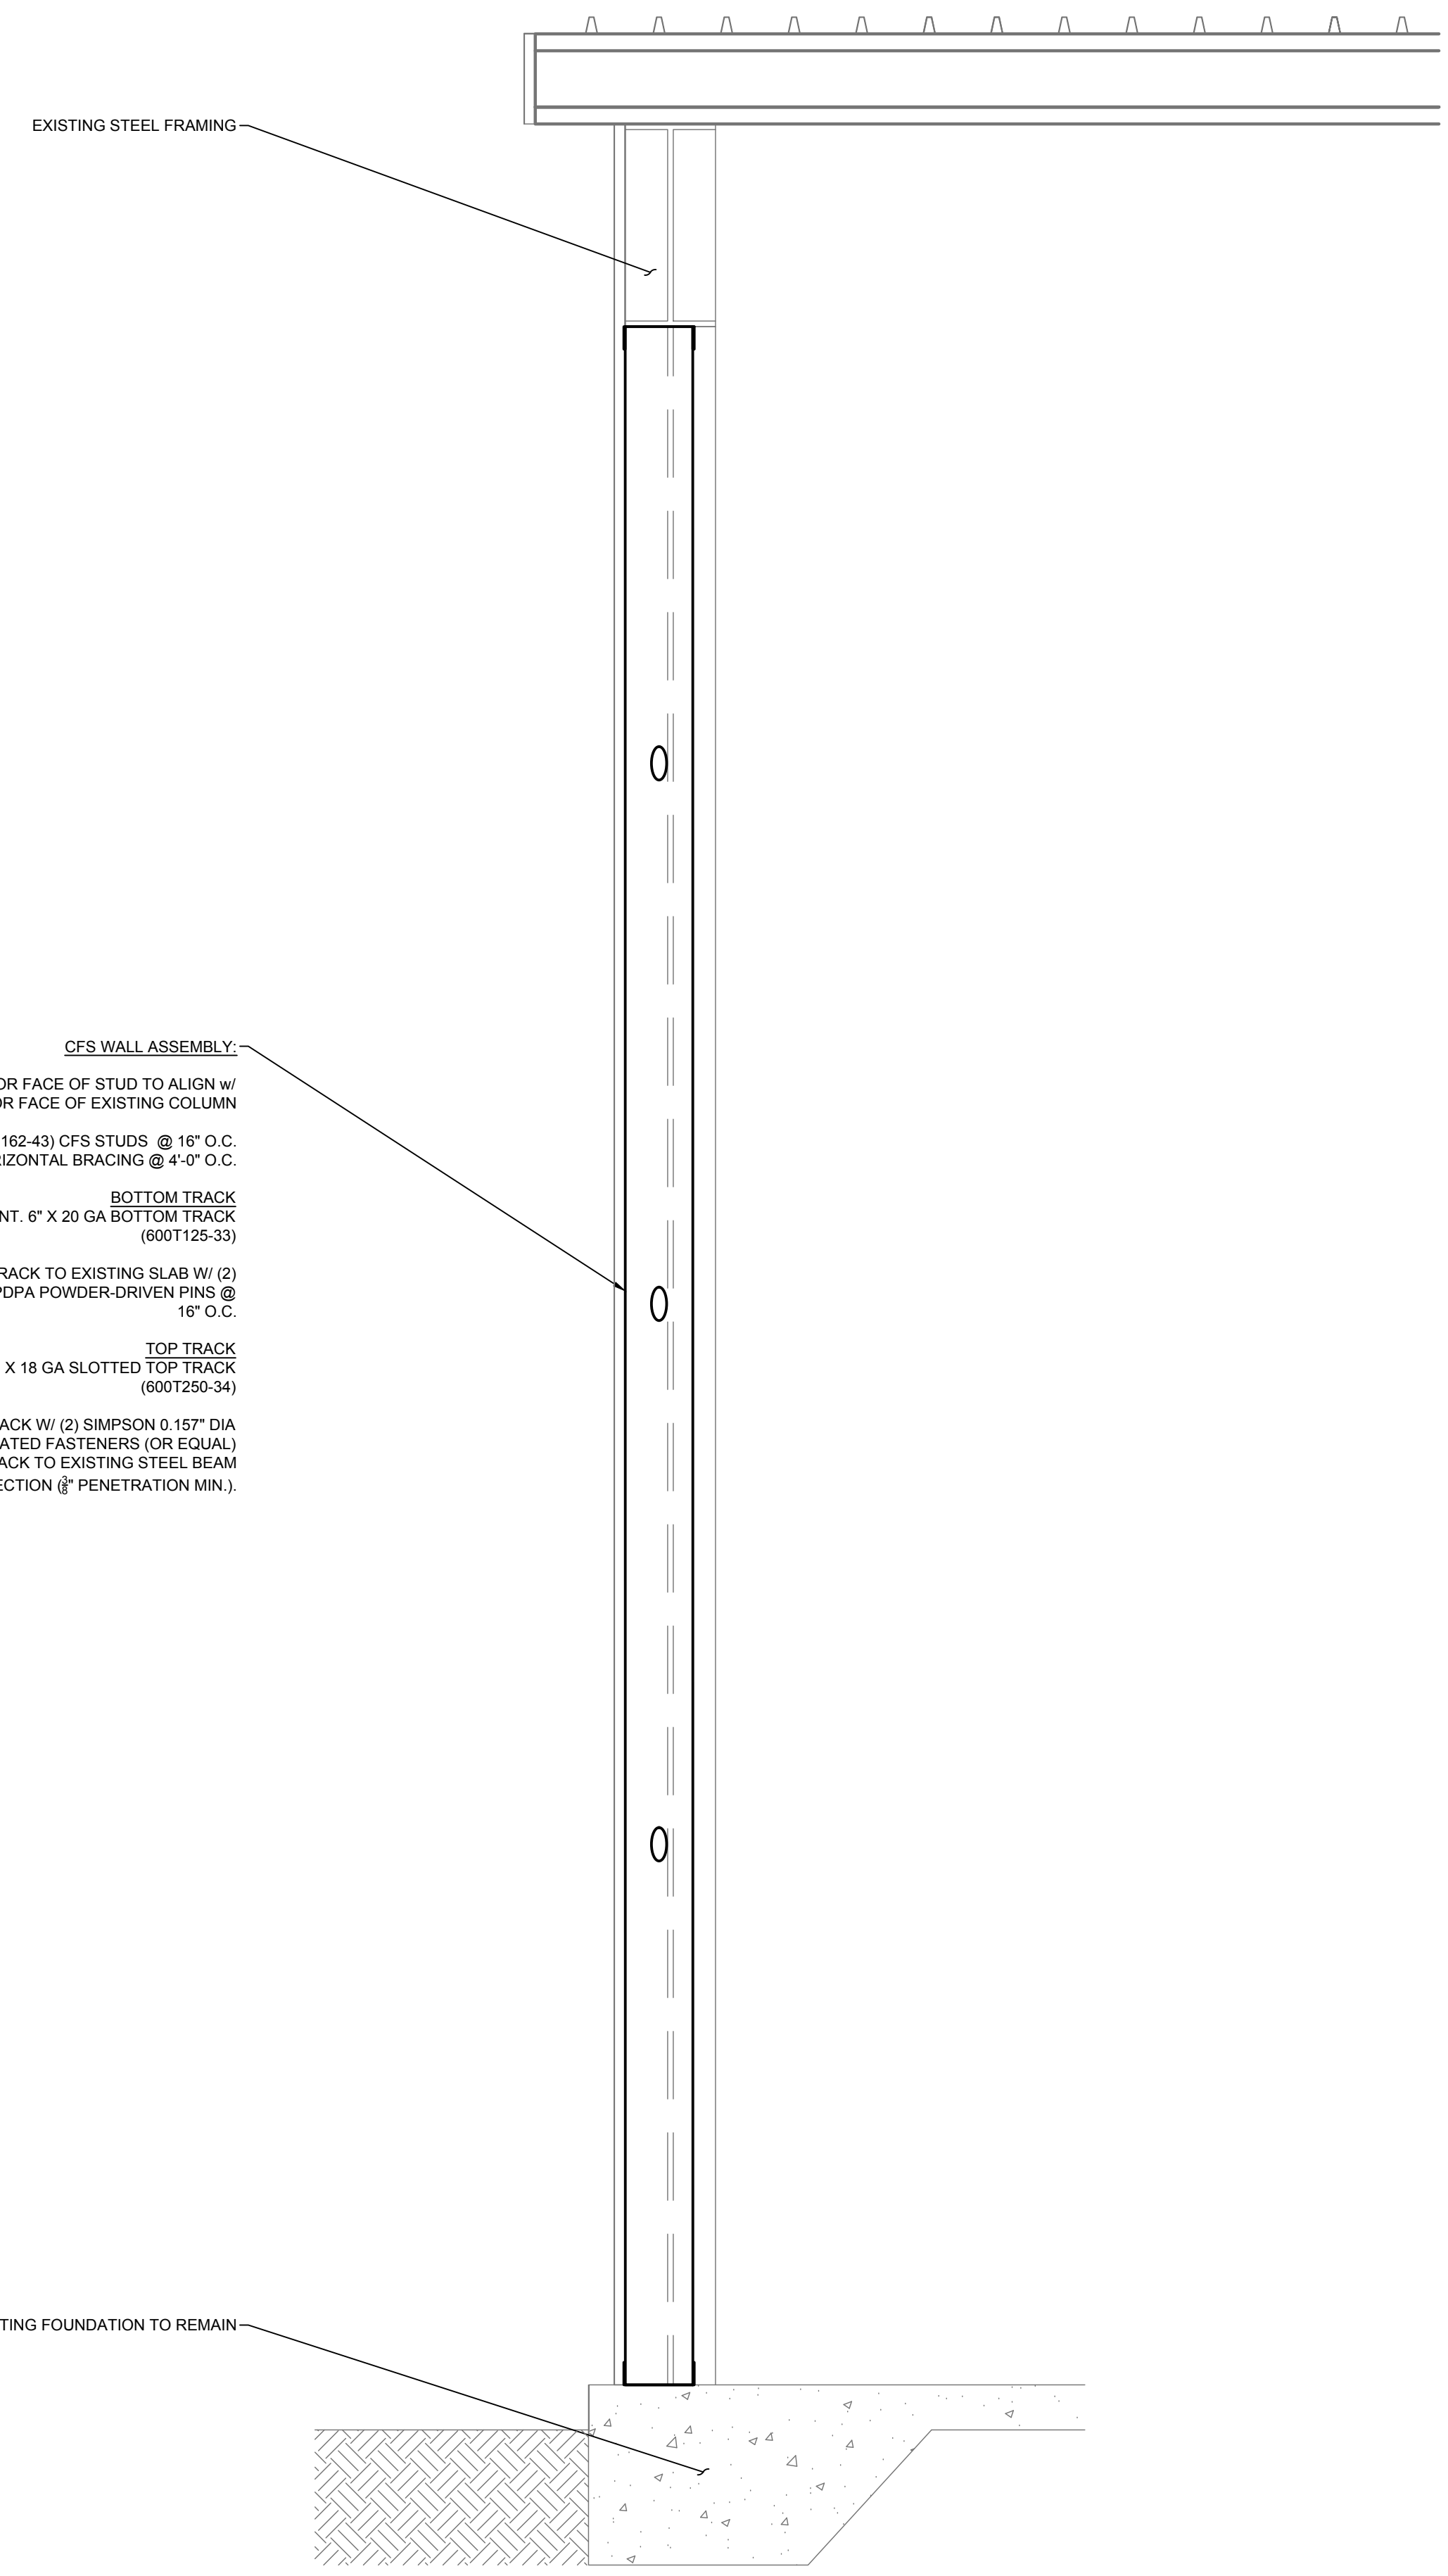 EXISTING STEEL FRAMING
CFS WALL ASSEMBLY:
OR FACE OF STUD TO ALIGN w/
OR FACE OF EXISTING COLUMN
162-43) CFS STUDS @ 16" O.C.
RIZONTAL BRACING @ 4'-0" O.C.
BOTTOM TRACK
NT. 6" X 20 GA BOTTOM TRACK
(600T125-33)
RACK TO EXISTING SLAB W/ (2)
PDPA POWDER-DRIVEN PINS @
16" O.C.
TOP TRACK
X 18 GA SLOTTED TOP TRACK
(600T250-34)
ACK W/ (2) SIMPSON 0.157" DIA
ATED FASTENERS (OR EQUAL)
ACK TO EXISTING STEEL BEAM
ECTION (3/8" PENETRATION MIN.).
TING FOUNDATION TO REMAIN